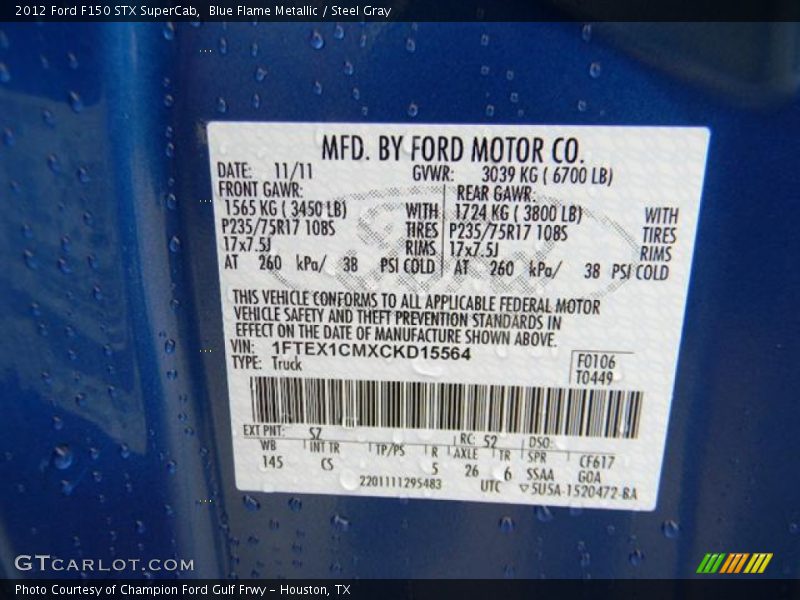 2012 Ford F150 STX SuperCab, Blue Flame Metallic / Steel Gray
MFD. BY FORD MOTOR CO.
DATE: 11/11 GVWR: 3039 KG ( 6700 LB)
FRONT GAWR: REAR GAWR:
1565 KG ( 3450 LB) WITH 1724 KG ( 3800 LB) WITH
P235/75R17 108S TIRES P235/75R17 108S TIRES
17x7.5J RIMS 17x7.5J RIMS
AT 260 kPa/ 38 PSI COLD AT 260 kPa/ 38 PSI COLD
THIS VEHICLE CONFORMS TO ALL APPLICABLE FEDERAL MOTOR
VEHICLE SAFETY AND THEFT PREVENTION STANDARDS IN
EFFECT ON THE DATE OF MANUFACTURE SHOWN ABOVE.
VIN: 1FTEX1CMXCKD15564
TYPE: Truck
F0106
T0449
EXT PNT: SZ RC: 52 DSO:
WB INT TR TP/PS R AXLE TR SPR CF617
145 CS 5 26 6 SSAA GOA
2201111295483 UTC ▽5U5A-1520472-BA
GTCARLOT.COM
Photo Courtesy of Champion Ford Gulf Frwy - Houston, TX